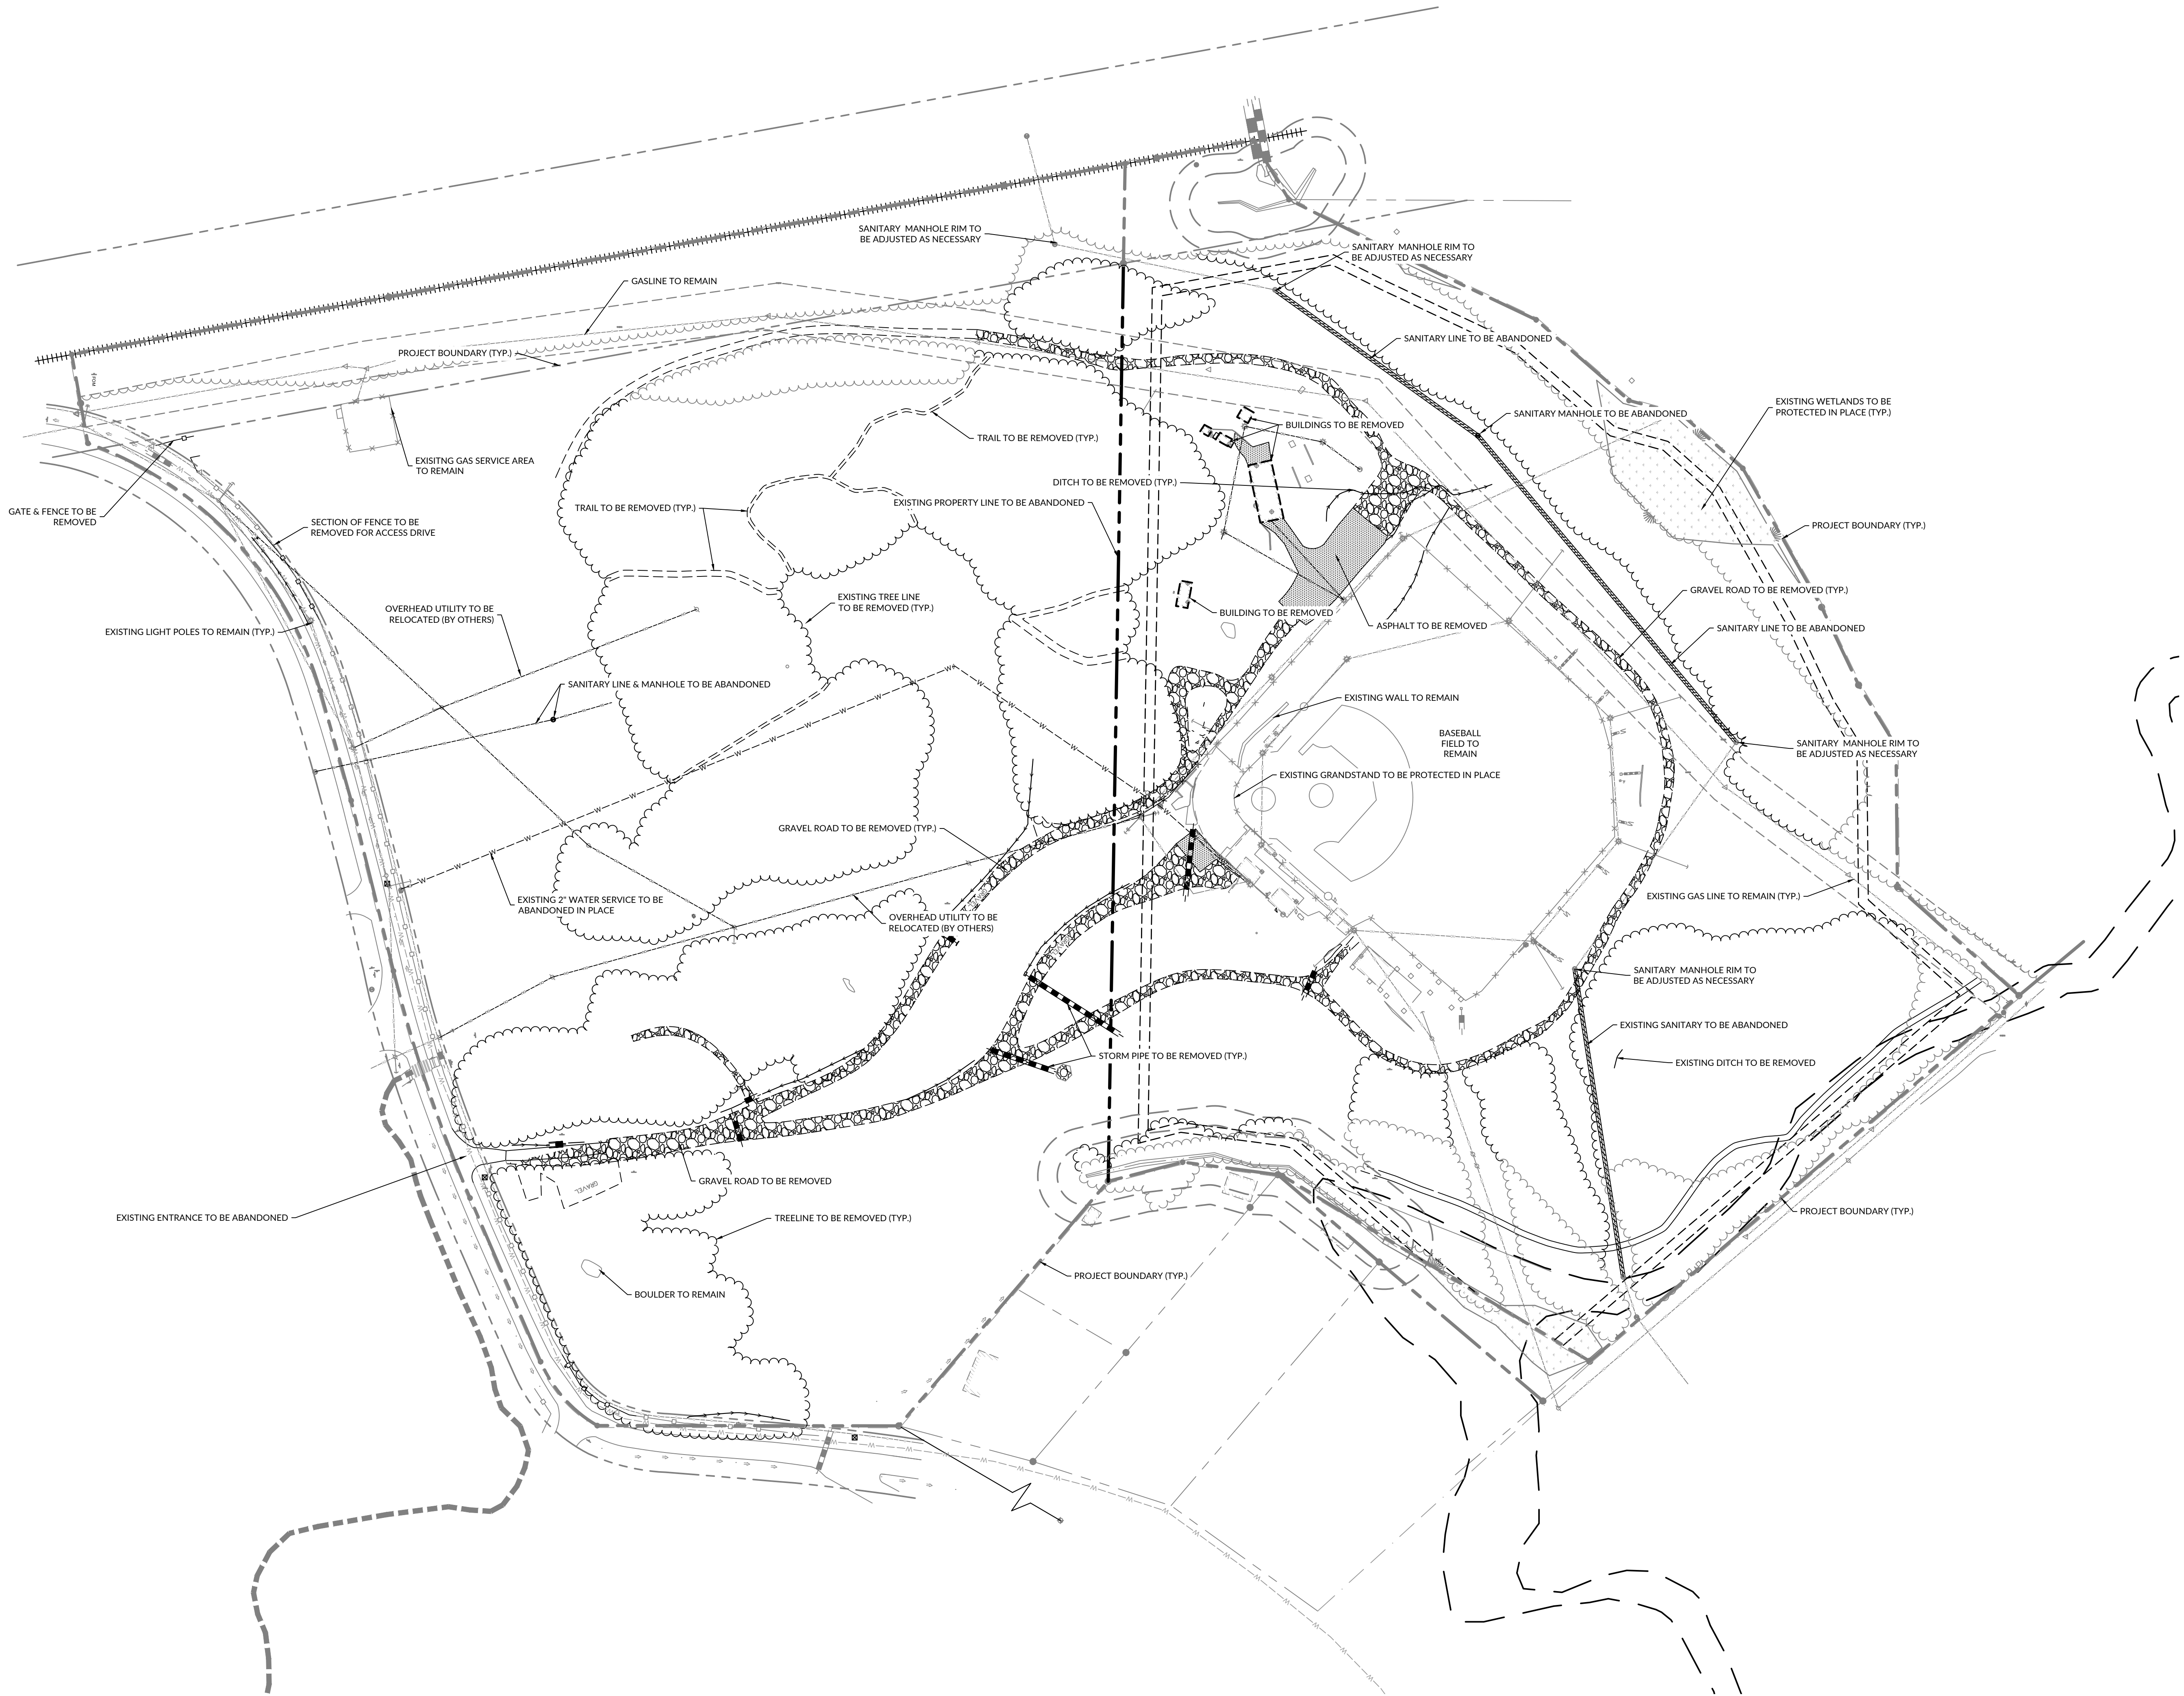 SANITARY MANHOLE RIM TO
BE ADJUSTED AS NECESSARY
SANITARY MANHOLE RIM TO
BE ADJUSTED AS NECESSARY
GASLINE TO REMAIN
SANITARY LINE TO BE ABANDONED
PROJECT BOUNDARY (TYP.)
EXISTING WETLANDS TO BE
PROTECTED IN PLACE (TYP.)
SANITARY MANHOLE TO BE ABANDONED
BUILDINGS TO BE REMOVED
TRAIL TO BE REMOVED (TYP.)
EXISITNG GAS SERVICE AREA
TO REMAIN
DITCH TO BE REMOVED (TYP.)
EXISTING PROPERTY LINE TO BE ABANDONED
TRAIL TO BE REMOVED (TYP.)
GATE & FENCE TO BE
REMOVED
SECTION OF FENCE TO BE
REMOVED FOR ACCESS DRIVE
PROJECT BOUNDARY (TYP.)
GRAVEL ROAD TO BE REMOVED (TYP.)
EXISTING TREE LINE
TO BE REMOVED (TYP.)
OVERHEAD UTILITY TO BE
RELOCATED (BY OTHERS)
BUILDING TO BE REMOVED
ASPHALT TO BE REMOVED
SANITARY LINE TO BE ABANDONED
EXISTING LIGHT POLES TO REMAIN (TYP.)
SANITARY LINE & MANHOLE TO BE ABANDONED
EXISTING WALL TO REMAIN
BASEBALL
FIELD TO
REMAIN
SANITARY MANHOLE RIM TO
BE ADJUSTED AS NECESSARY
EXISTING GRANDSTAND TO BE PROTECTED IN PLACE
GRAVEL ROAD TO BE REMOVED (TYP.)
EXISTING 2" WATER SERVICE TO BE
ABANDONED IN PLACE
EXISTING GAS LINE TO REMAIN (TYP.)
OVERHEAD UTILITY TO BE
RELOCATED (BY OTHERS)
SANITARY MANHOLE RIM TO
BE ADJUSTED AS NECESSARY
EXISTING SANITARY TO BE ABANDONED
STORM PIPE TO BE REMOVED (TYP.)
EXISTING DITCH TO BE REMOVED
GRAVEL ROAD TO BE REMOVED
GRAVEL
EXISTING ENTRANCE TO BE ABANDONED
TREELINE TO BE REMOVED (TYP.)
PROJECT BOUNDARY (TYP.)
PROJECT BOUNDARY (TYP.)
BOULDER TO REMAIN